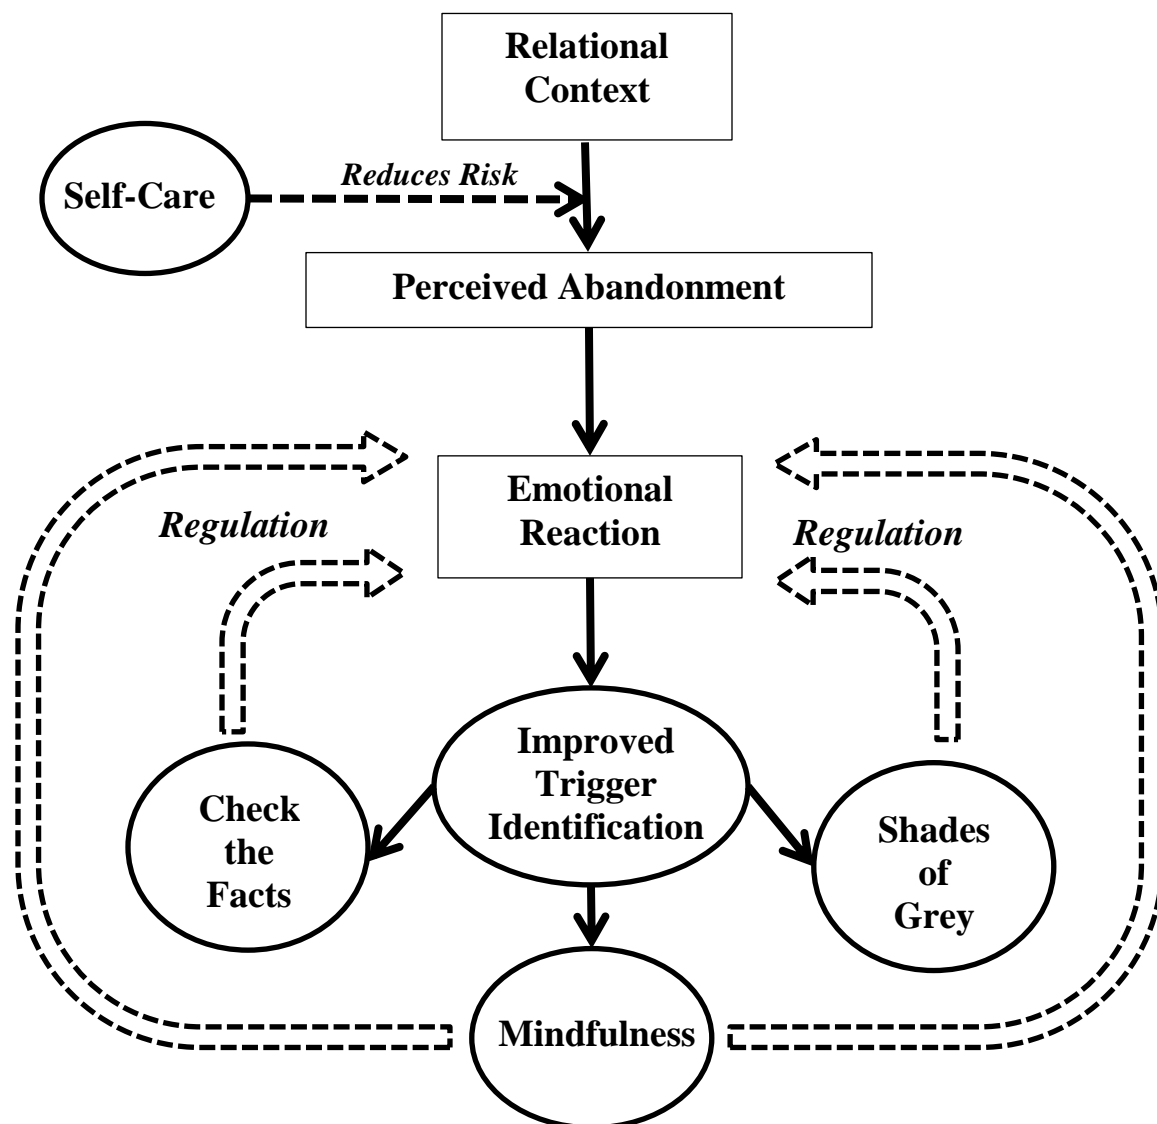 Relational
Context
Reduces Risk
Self-Care
Perceived Abandonment
Emotional
Reaction
Regulation
Regulation
Improved
Trigger
Identification
Check
the
Facts
Shades
of
Grey
Mindfulness